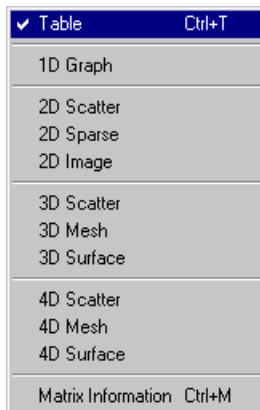 ✓ Table Ctrl+T
1D Graph
2D Scatter
2D Sparse
2D Image
3D Scatter
3D Mesh
3D Surface
4D Scatter
4D Mesh
4D Surface
Matrix Information Ctrl+M